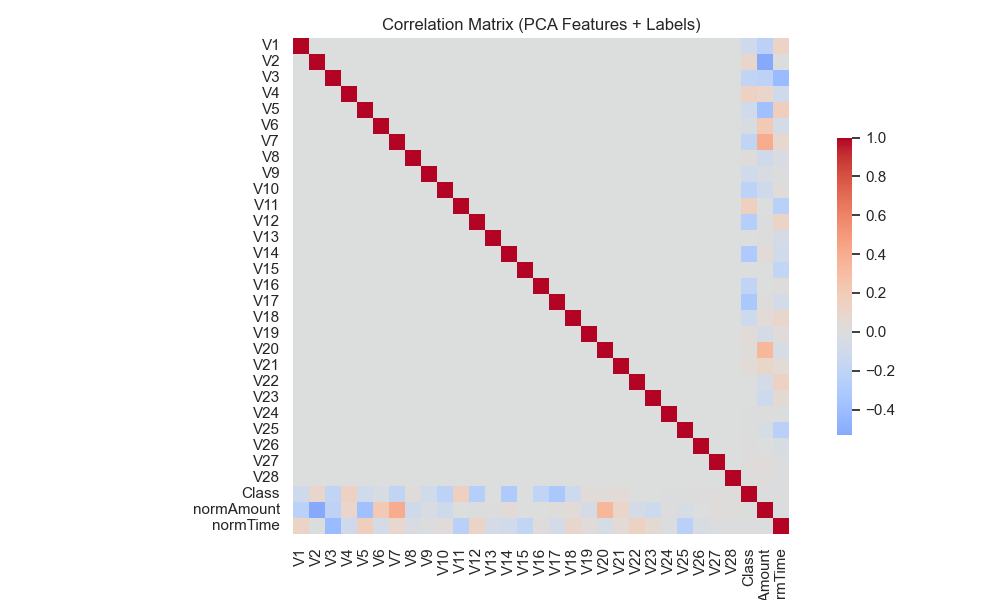 Correlation Matrix (PCA Features + Labels)
V1
V2
V3
V4
V5
V6
V7
V8
V9
V10
V11
V12
V13
V14
V15
V16
V17
V18
V19
V20
V21
V22
V23
V24
V25
V26
V27
V28
Class
normAmount
normTime
V1
V2
V3
V4
V5
V6
V7
V8
V9
V10
V11
V12
V13
V14
V15
V16
V17
V18
V19
V20
V21
V22
V23
V24
V25
V26
V27
V28
Class
Amount
rmTime
1.0
0.8
0.6
0.4
0.2
0.0
−0.2
−0.4